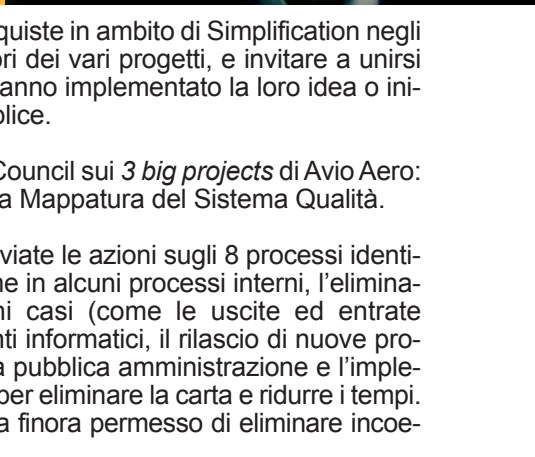 quiste in ambito di Simplification negli
ri dei vari progetti, e invitare a unirsi
anno implementato la loro idea o ini-
plice.
Council sui 3 big projects di Avio Aero:
a Mappatura del Sistema Qualità.
viate le azioni sugli 8 processi identi-
ne in alcuni processi interni, l’elimina-
ni casi (come le uscite ed entrate
nti informatici, il rilascio di nuove pro-
a pubblica amministrazione e l’imple-
per eliminare la carta e ridurre i tempi.
a finora permesso di eliminare incoe-